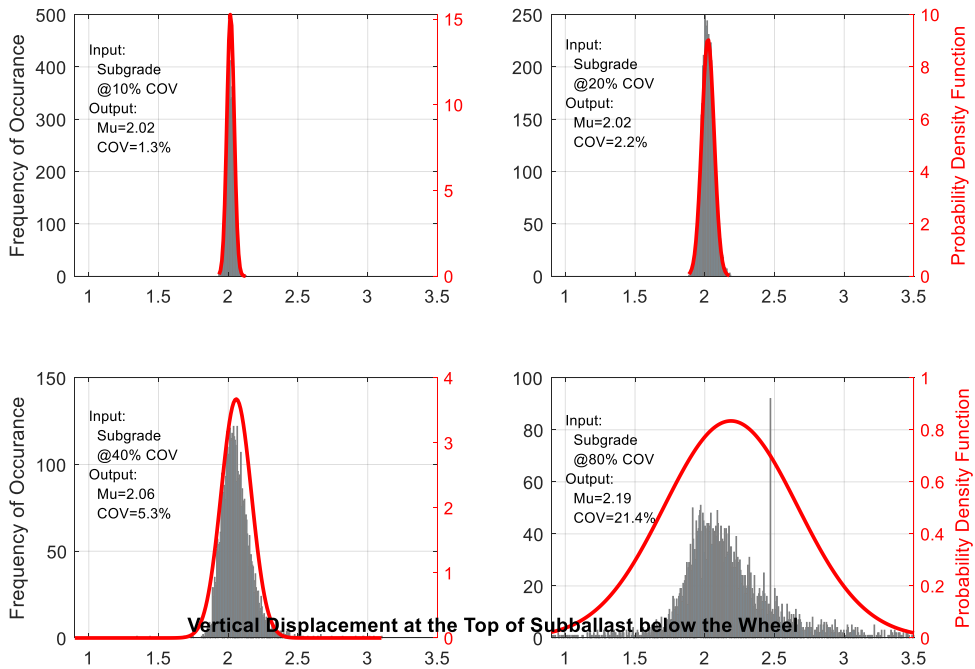 500
400
300
200
100
0
Frequency of Occurance
Input:
Subgrade
@10% COV
Output:
Mu=2.02
COV=1.3%
15
10
5
0
1 1.5 2 2.5 3 3.5
250
200
150
100
50
0
Input:
Subgrade
@20% COV
Output:
Mu=2.02
COV=2.2%
10
8
6
4
2
0
Probability Density Function
1 1.5 2 2.5 3 3.5
150
100
50
0
Frequency of Occurance
Input:
Subgrade
@40% COV
Output:
Mu=2.06
COV=5.3%
4
3
2
1
0
1 1.5 2 2.5 3 3.5
100
80
60
40
20
0
Input:
Subgrade
@80% COV
Output:
Mu=2.19
COV=21.4%
1
0.8
0.6
0.4
0.2
0
Probability Density Function
1 1.5 2 2.5 3 3.5
Vertical Displacement at the Top of Subballast below the Wheel